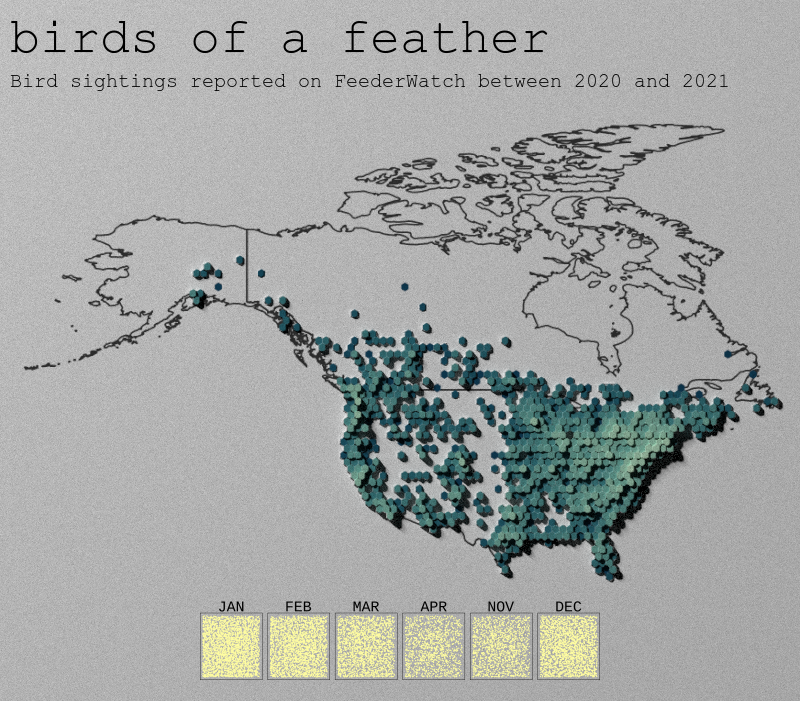 birds of a feather
Bird sightings reported on FeederWatch between 2020 and 2021
JAN FEB MAR APR NOV DEC